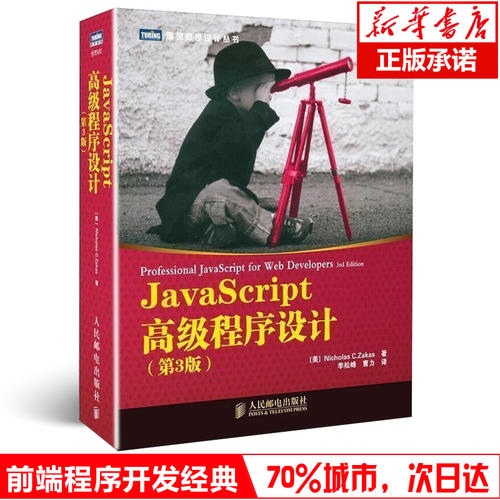 新华书店
正版承诺
TURING 图灵程序设计丛书
JavaScript
高级程序设计
(第3版)
[美] Nicholas C.Zakas 著
人民邮电出版社
Professional JavaScript for Web Developers 3rd Edition
JavaScript
高级程序设计
(第3版)
[美] Nicholas C.Zakas 著
李松峰 曹力 译
人民邮电出版社
POSTS & TELECOM PRESS
前端程序开发经典
70%城市,次日达